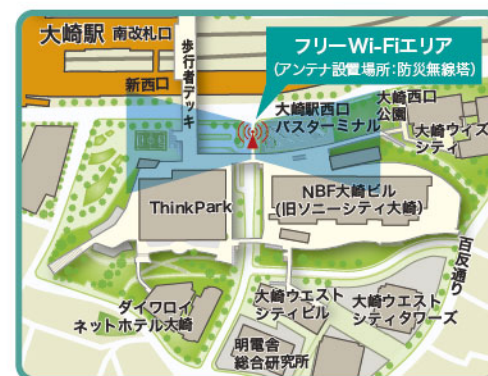 大崎駅 南改札口
新西口
歩行者デッキ
フリーWi-Fiエリア
(アンテナ設置場所:防災無線塔)
大崎駅西口
バスターミナル
大崎西口
公園
大崎ウィズ
シティ
ThinkPark
NBF大崎ビル
(旧ソニーシティ大崎)
百反通り
ダイワロイ
ネットホテル大崎
大崎ウエスト
シティビル
大崎ウエスト
シティタワーズ
明電舎
総合研究所